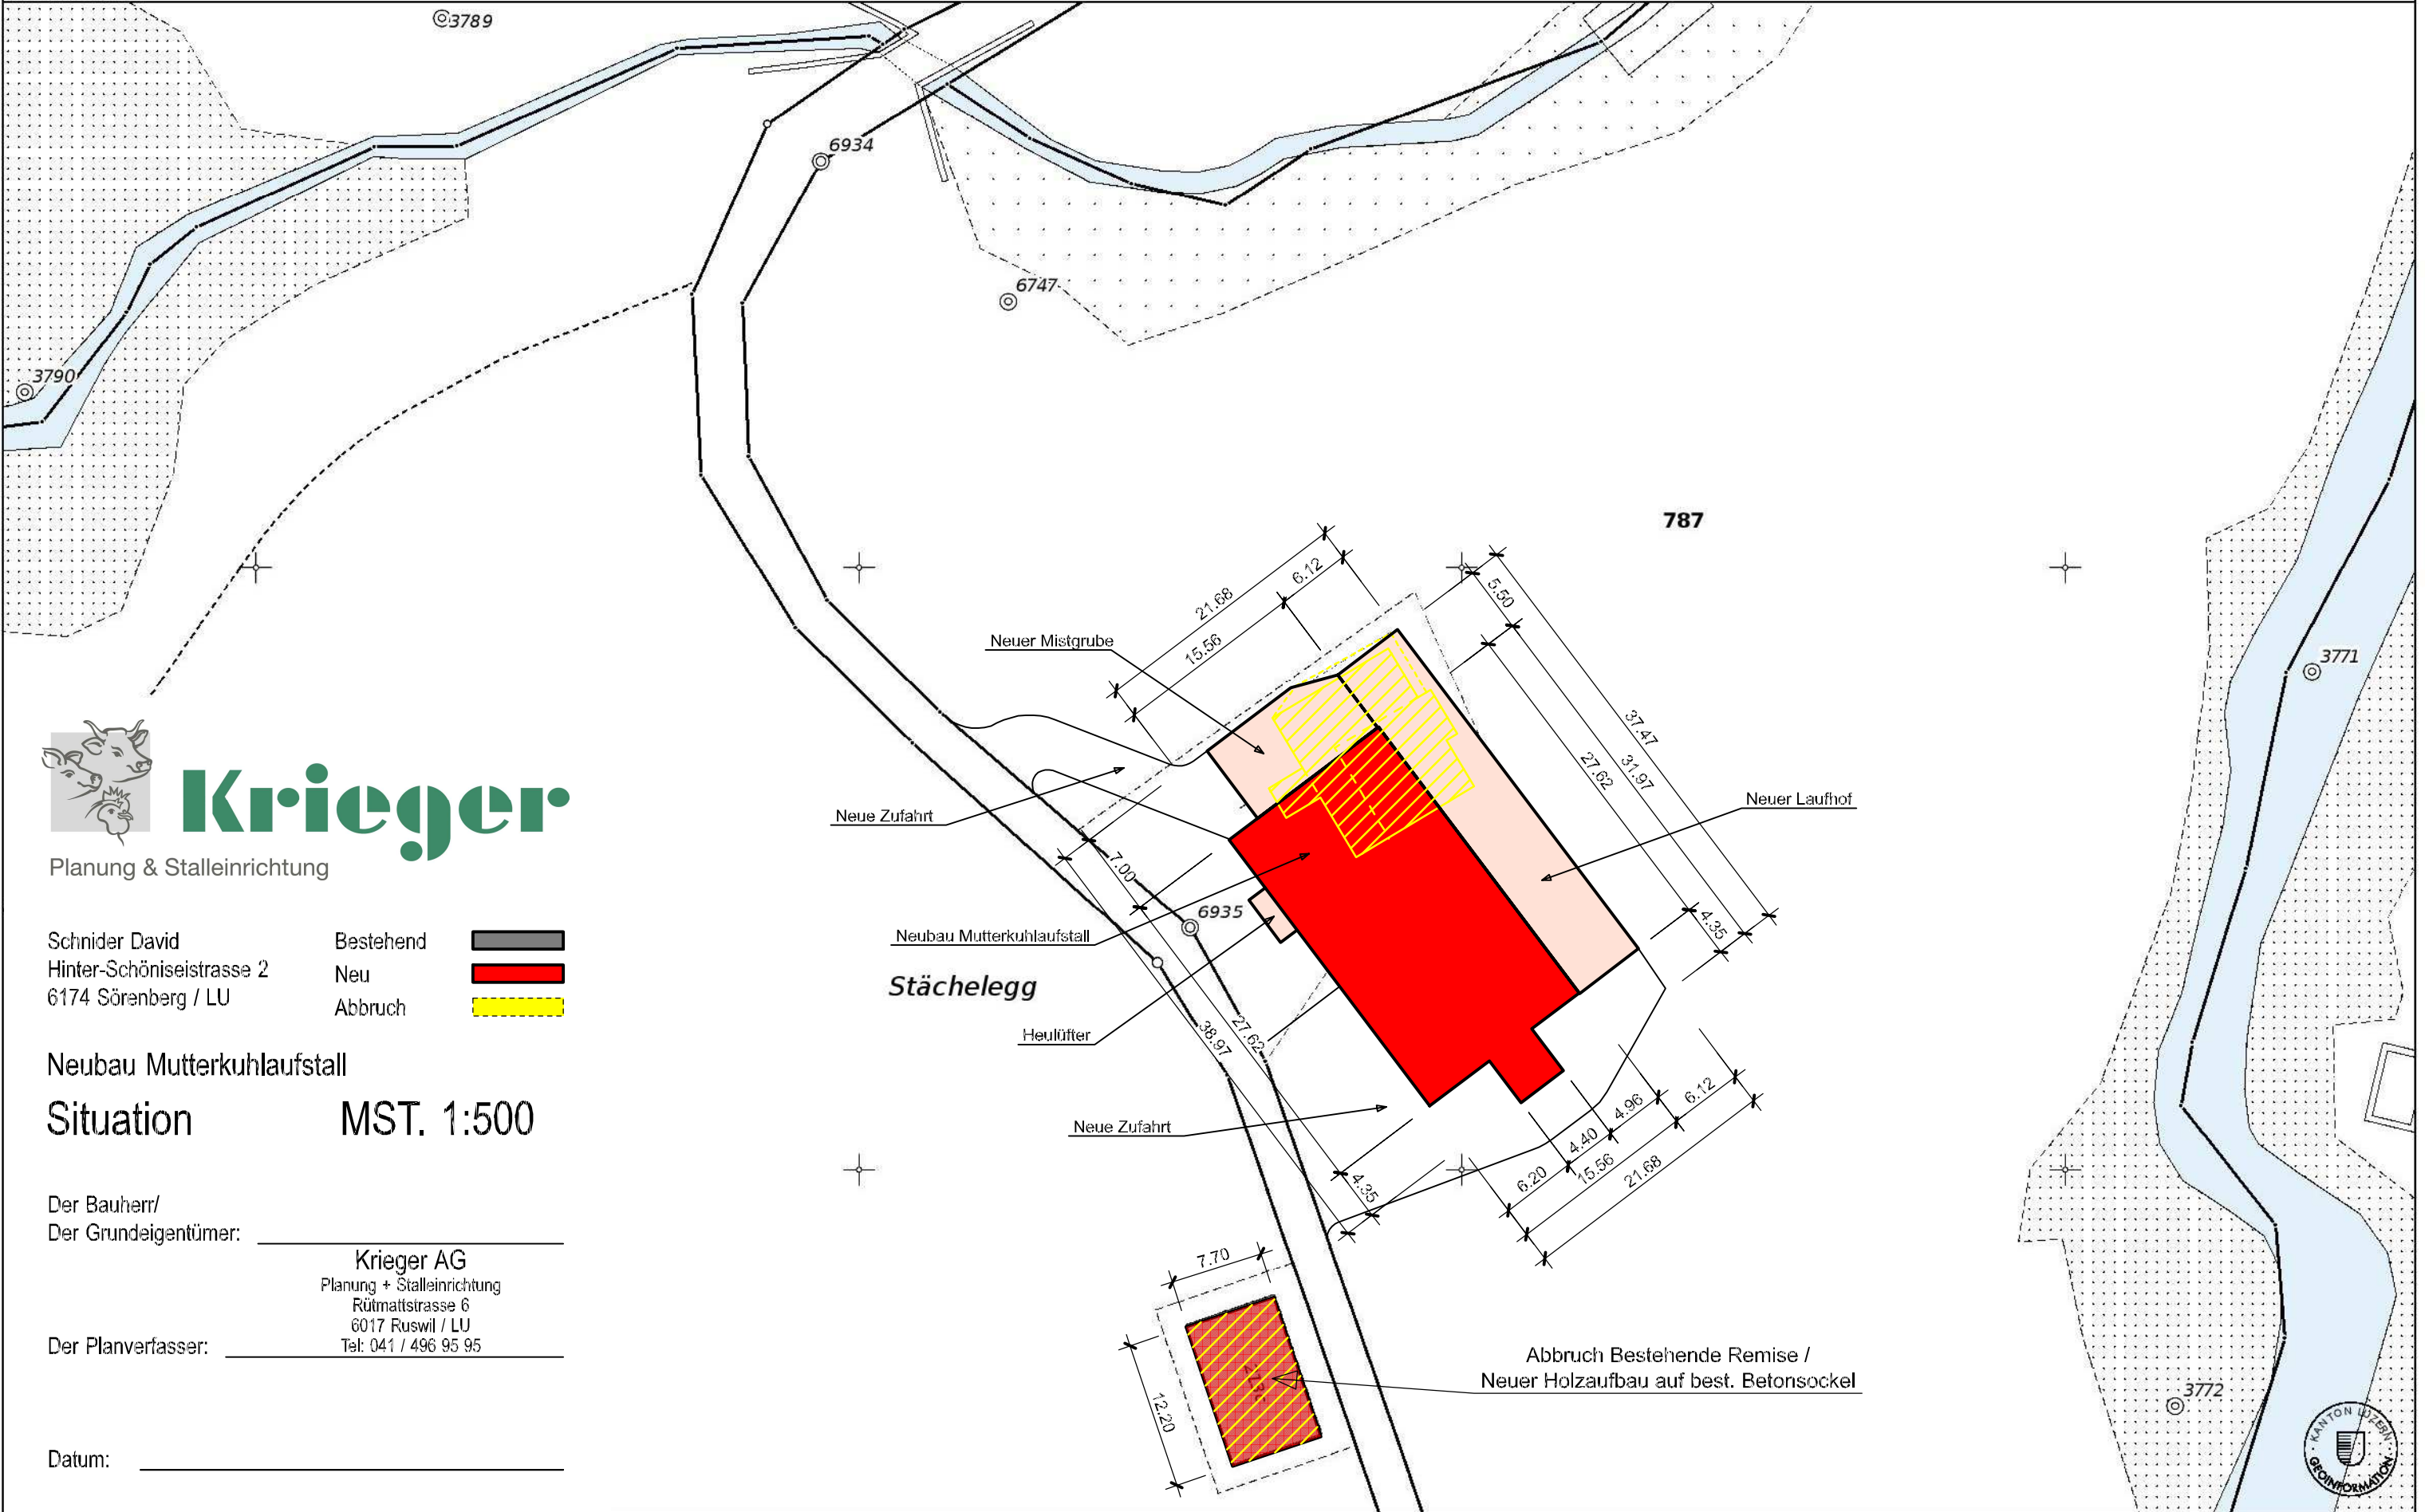 3789
6934
6747
3790
787
3771
21.68
6.12
15.56
5.50
37.47
31.97
27.62
4.35
Neuer Mistgrube
Neue Zufahrt
Neuer Laufhof
7.00
6935
Neubau Mutterkuhlaufstall
Stächelegg
Heulüfter
38.97
27.62
Neue Zufahrt
4.35
4.96
6.12
4.40
6.20
15.56
21.68
7.70
12.20
Abbruch Bestehende Remise /
Neuer Holzaufbau auf best. Betonsockel
3772
KANTON LUZERN
GEOINFORMATION
Krieger
Planung & Stalleinrichtung
Schnider David
Hinter-Schöniseistrasse 2
6174 Sörenberg / LU
Bestehend
Neu
Abbruch
Neubau Mutterkuhlaufstall
Situation MST. 1:500
Der Bauherr/
Der Grundeigentümer:
Krieger AG
Planung + Stalleinrichtung
Rütmattstrasse 6
6017 Ruswil / LU
Tel: 041 / 496 95 95
Der Planverfasser:
Datum: